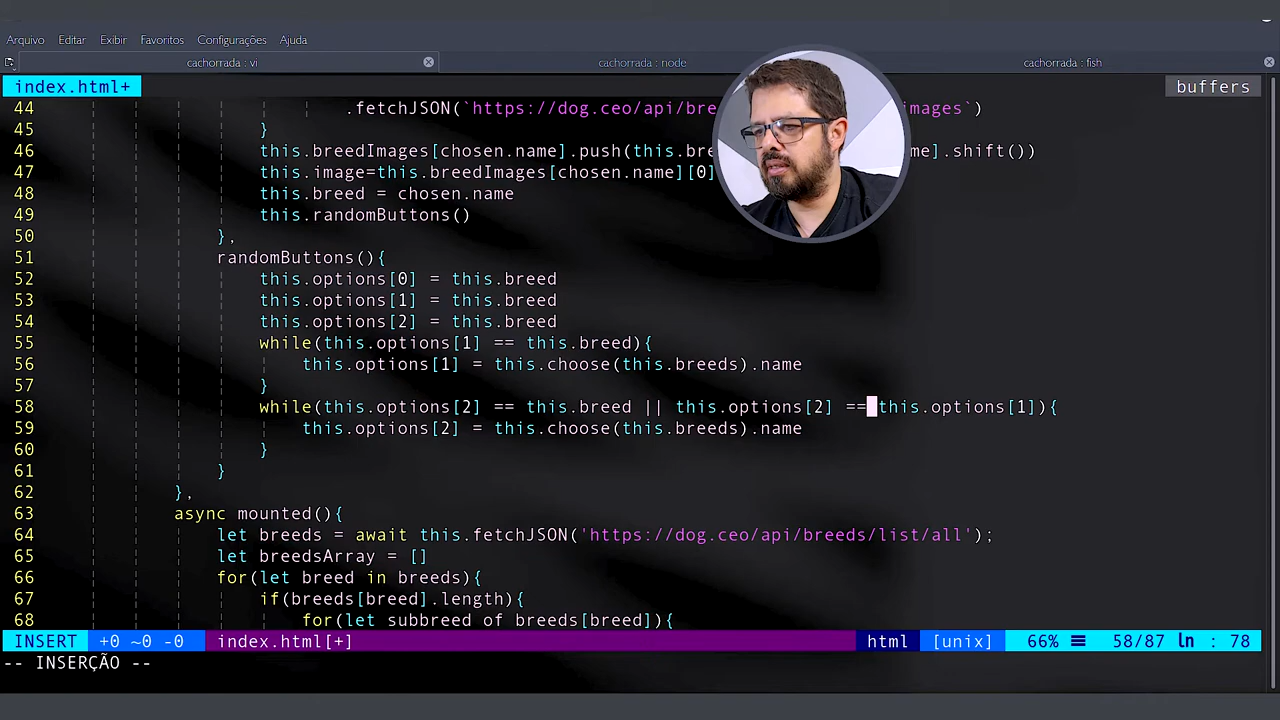 Arquivo Editar Exibir Favoritos Configurações Ajuda
cachorrada : vi cachorrada : node cachorrada : fish
index.html+ buffers
44 .fetchJSON(`https://dog.ceo/api/bre images`)
45 }
46 this.breedImages[chosen.name].push(this.bre me].shift())
47 this.image=this.breedImages[chosen.name][0]
48 this.breed = chosen.name
49 this.randomButtons()
50 },
51 randomButtons(){
52 this.options[0] = this.breed
53 this.options[1] = this.breed
54 this.options[2] = this.breed
55 while(this.options[1] == this.breed){
56 this.options[1] = this.choose(this.breeds).name
57 }
58 while(this.options[2] == this.breed || this.options[2] == this.options[1]){
59 this.options[2] = this.choose(this.breeds).name
60 }
61 }
62 },
63 async mounted(){
64 let breeds = await this.fetchJSON('https://dog.ceo/api/breeds/list/all');
65 let breedsArray = []
66 for(let breed in breeds){
67 if(breeds[breed].length){
68 for(let subbreed of breeds[breed]){
INSERT +0 ~0 -0 index.html[+] html [unix] 66% ☰ 58/87 ln : 78
-- INSERÇÃO --